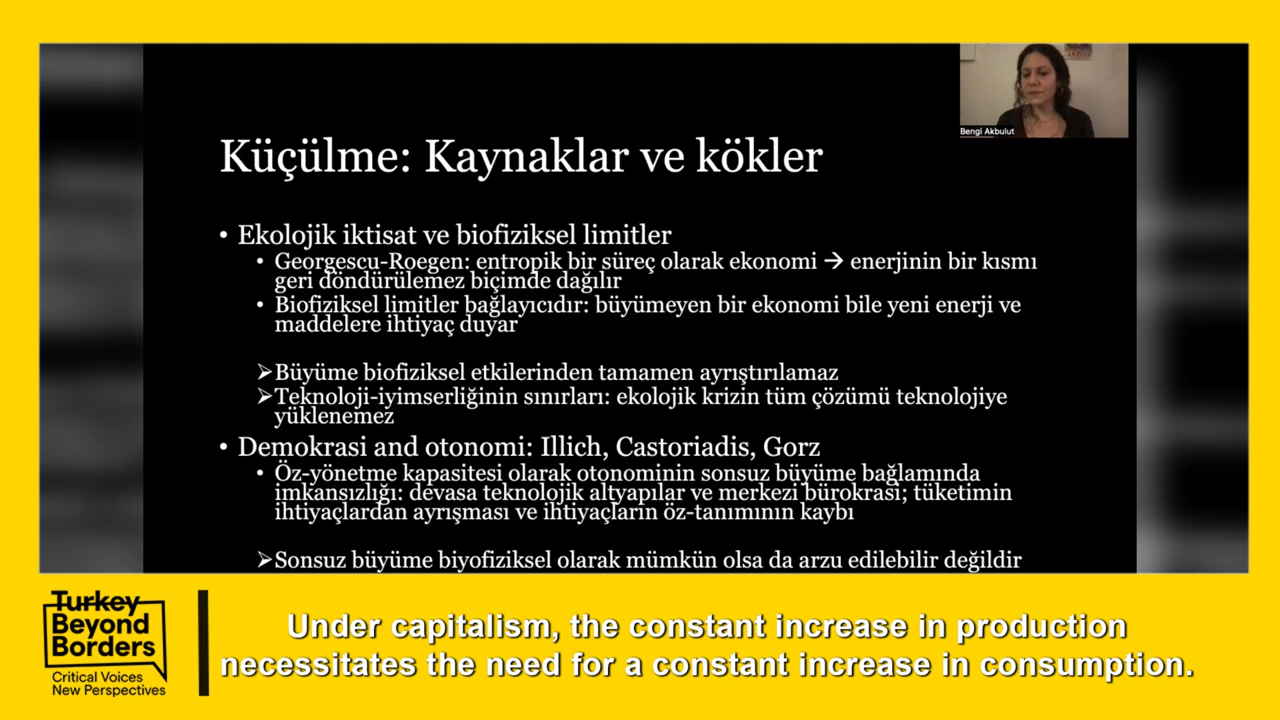 Bengi Akbulut
Küçülme: Kaynaklar ve kökler
• Ekolojik iktisat ve biofiziksel limitler
• Georgescu-Roegen: entropik bir süreç olarak ekonomi → enerjinin bir kısmı
geri döndürülemez biçimde dağılır
• Biofiziksel limitler bağlayıcıdır: büyümeyen bir ekonomi bile yeni enerji ve
maddelere ihtiyaç duyar
➢Büyüme biofiziksel etkilerinden tamamen ayrıştırılamaz
➢Teknoloji-iyimserliğinin sınırları: ekolojik krizin tüm çözümü teknolojiye
yüklenemez
• Demokrasi and otonomi: Illich, Castoriadis, Gorz
• Öz-yönetme kapasitesi olarak otonominin sonsuz büyüme bağlamında
imkansızlığı: devasa teknolojik altyapılar ve merkezi bürokrasi; tüketimin
ihtiyaçlardan ayrışması ve ihtiyaçların öz-tanımının kaybı
➢Sonsuz büyüme biyofiziksel olarak mümkün olsa da arzu edilebilir değildir
Turkey
Beyond
Borders
Critical Voices
New Perspectives
Under capitalism, the constant increase in production
necessitates the need for a constant increase in consumption.